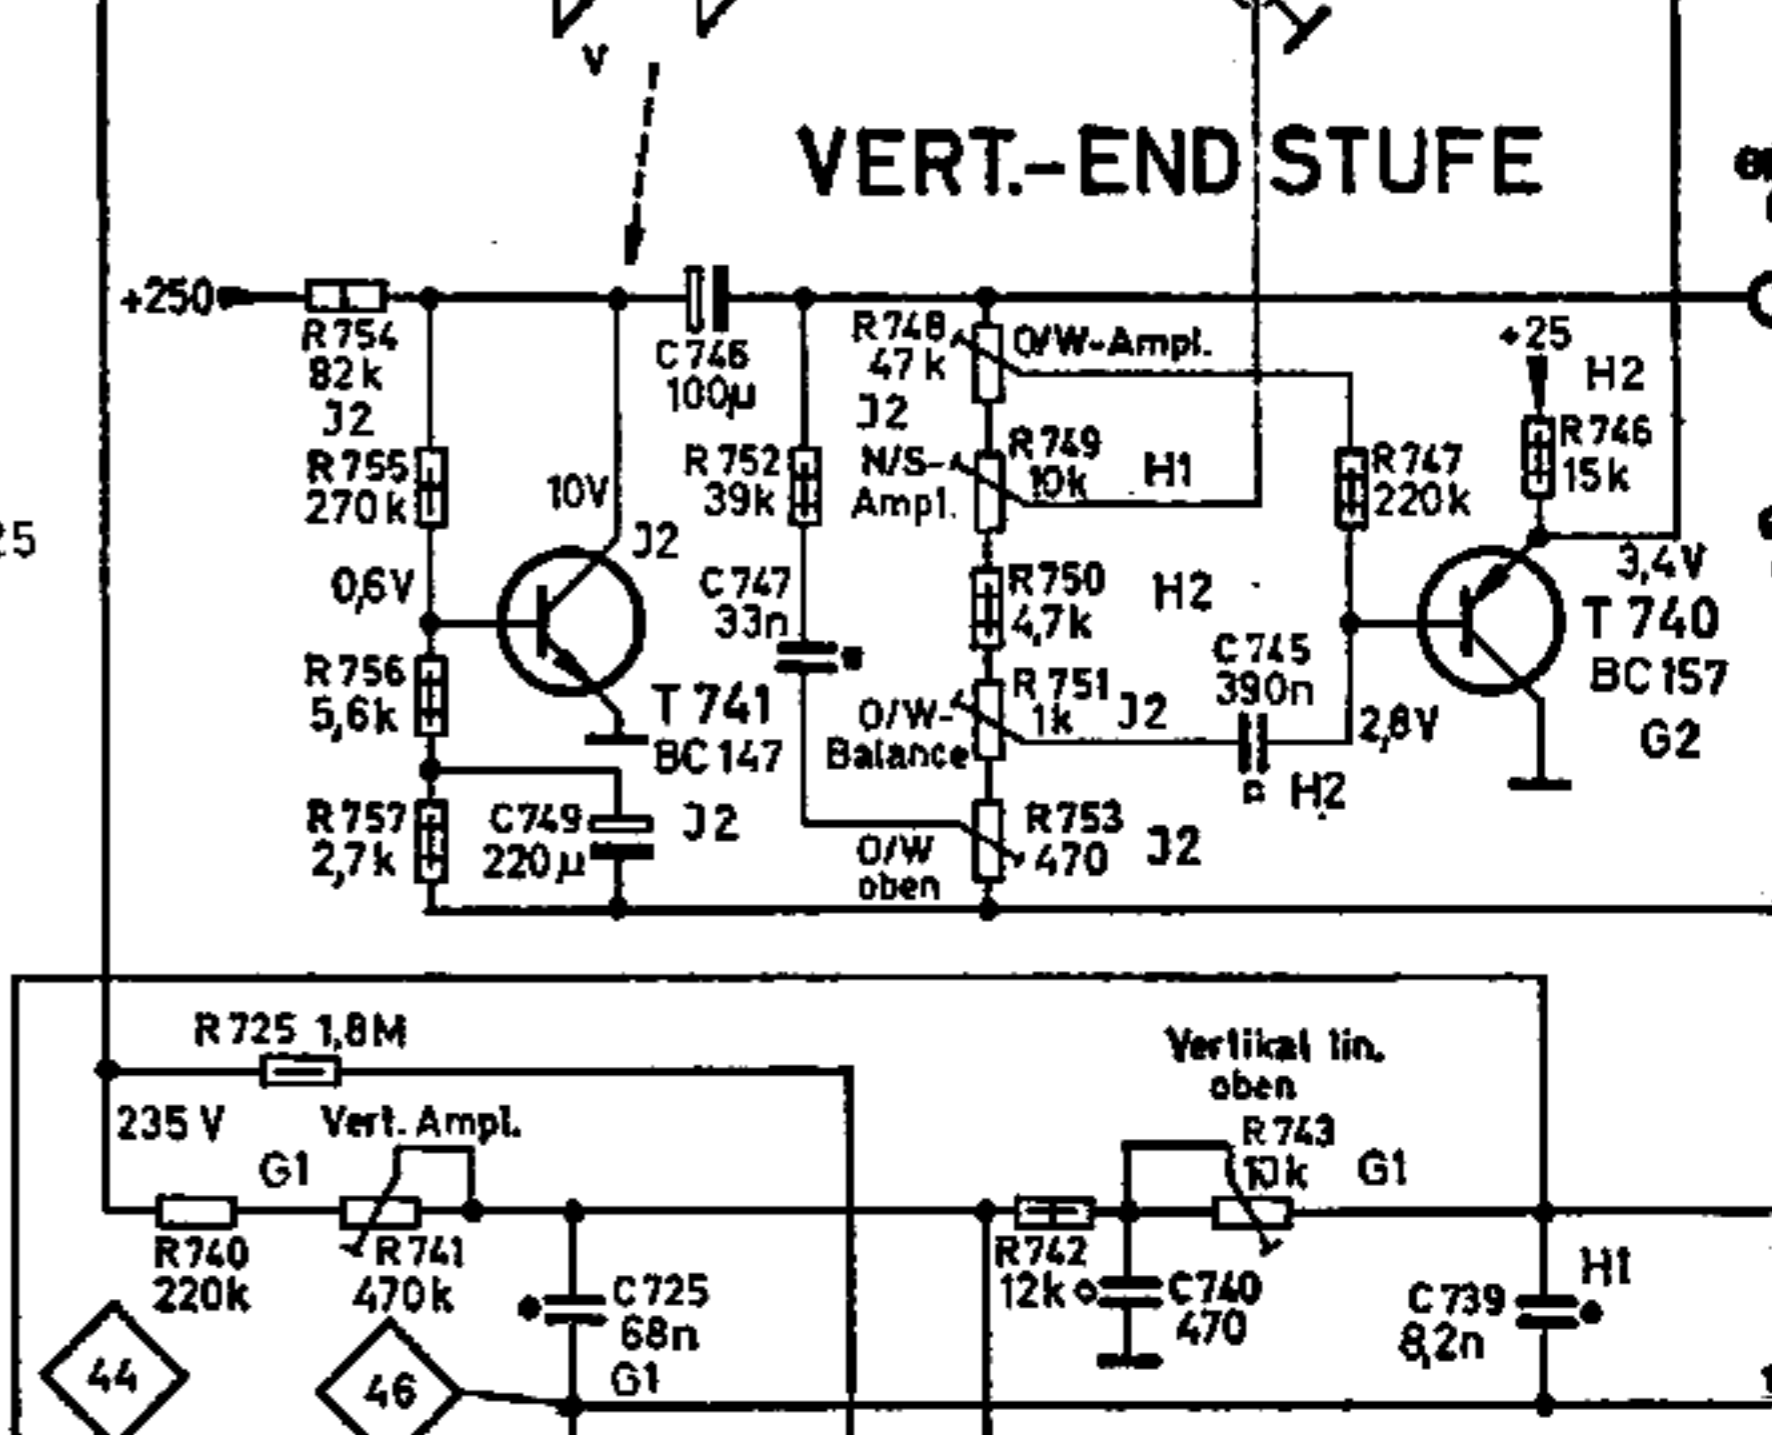 V
VERT.-END STUFE
+250
R754
82k
J2
C746
100µ
R748
47k
J2
O/W-Ampl.
+25
H2
R755
270k
10V
J2
R752
39k
N/S-
Ampl.
R749
10k
H1
R747
220k
R746
15k
25
0,6V
C747
33n
R750
4,7k
H2
3,4V
T740
BC157
G2
R756
5,6k
T741
BC147
O/W-
Balance
R751
1k
J2
C745
390n
2,8V
H2
R757
2,7k
C749
220µ
J2
O/W
oben
R753
470
J2
R725 1,8M
235V
Vert. Ampl.
G1
Vertikal lin.
oben
R743
10k
G1
R740
220k
R741
470k
C725
68n
G1
R742
12k
C740
470
C739
8,2n
H1
44
46